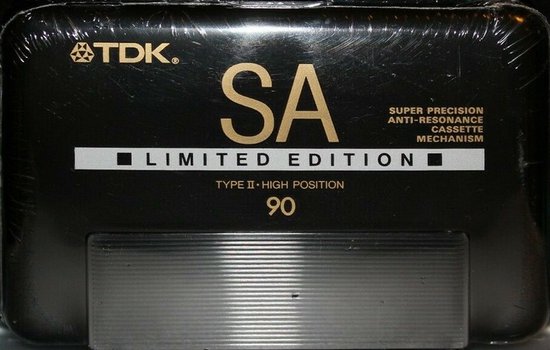 TDK®
SA
SUPER PRECISION
ANTI-RESONANCE
CASSETTE
MECHANISM
■ LIMITED EDITION ■
TYPE II • HIGH POSITION
90